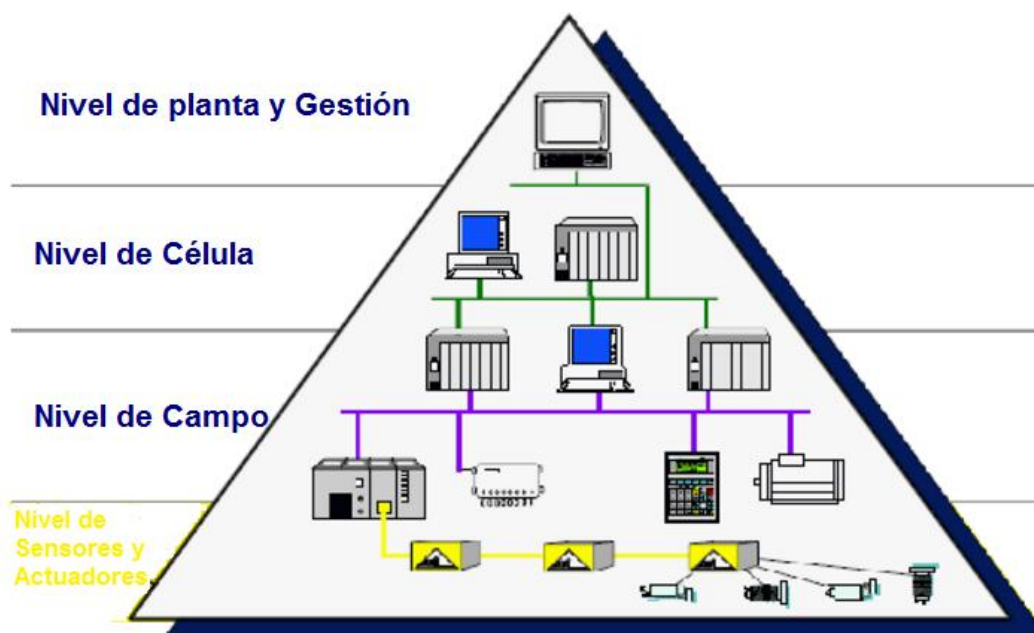 Nivel de planta y Gestión
Nivel de Célula
Nivel de Campo
Nivel de
Sensores y
Actuadores